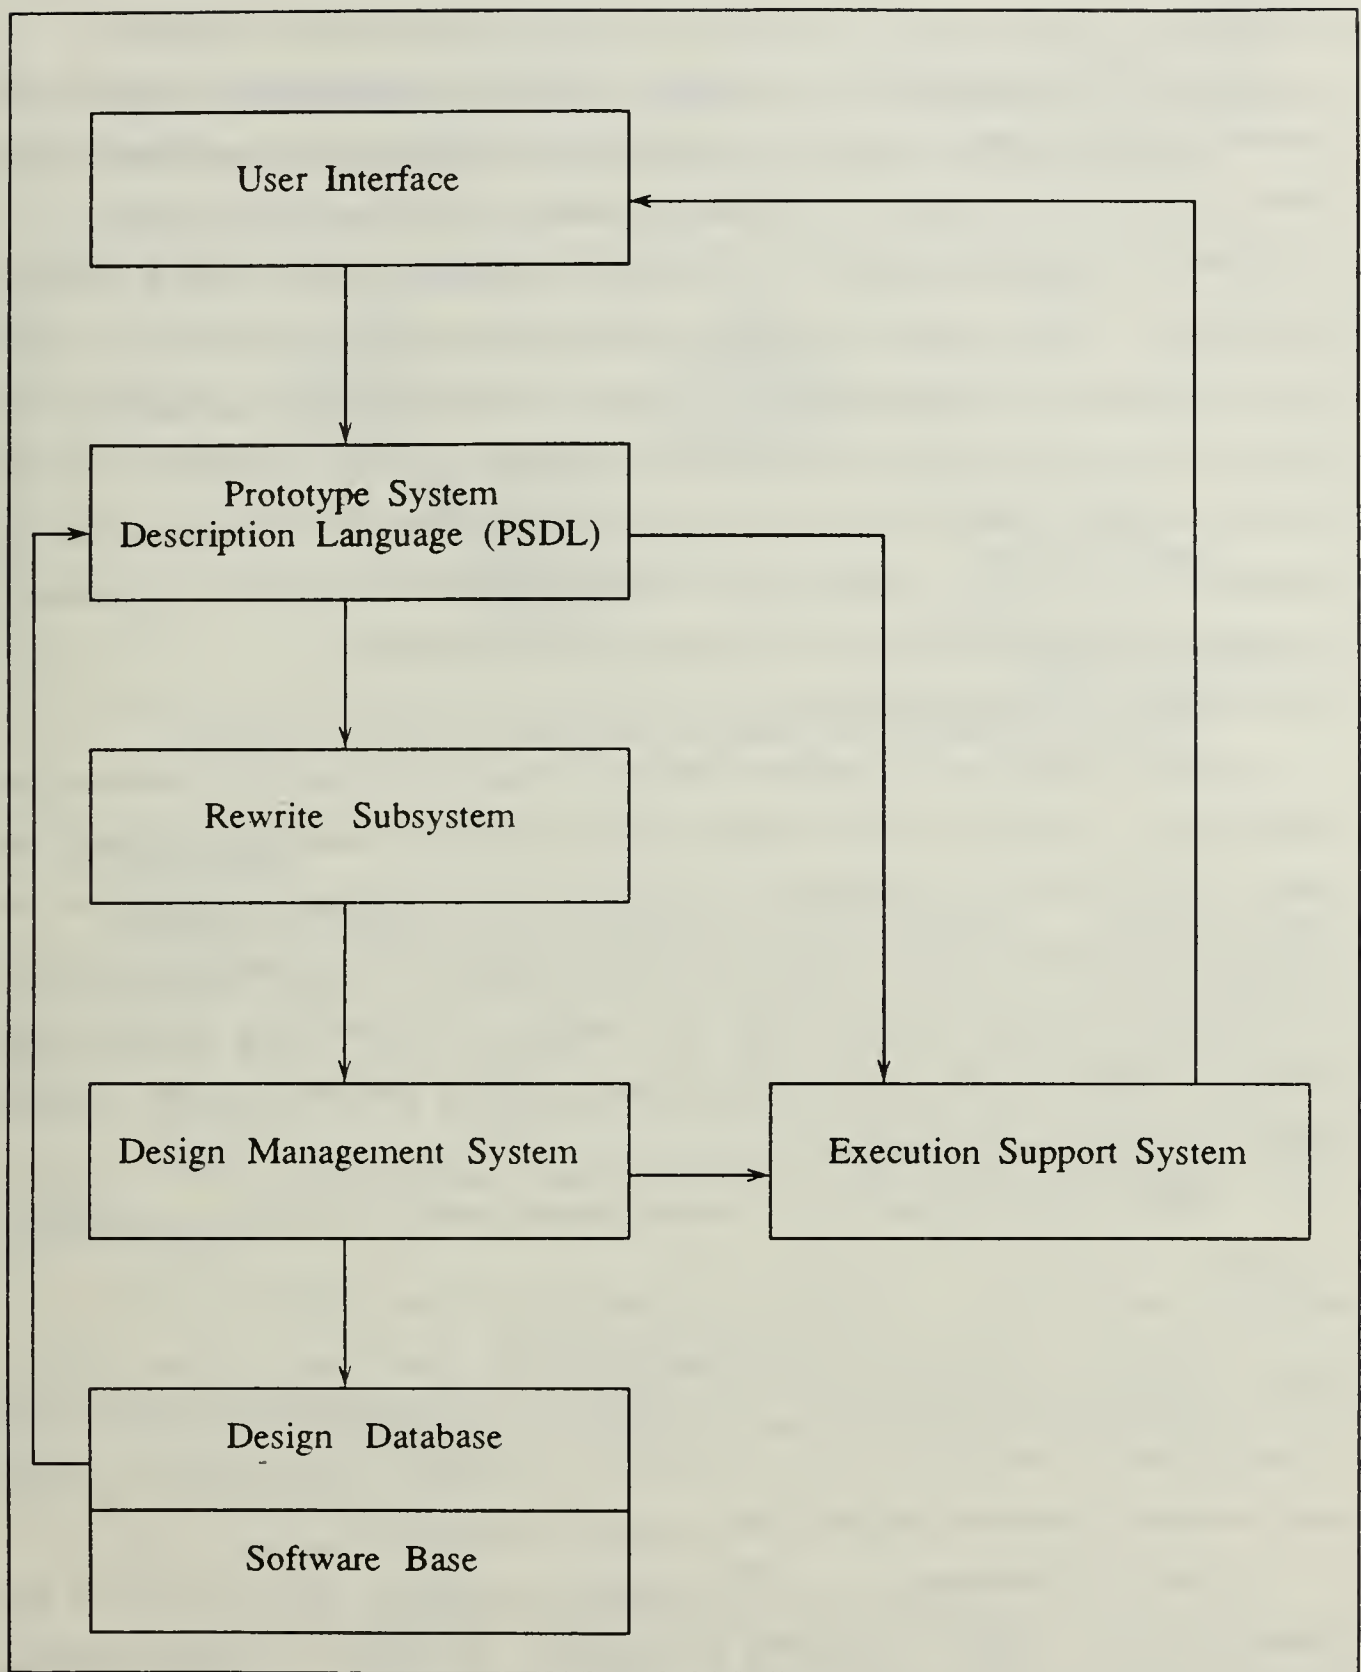 User Interface
Prototype System
Description Language (PSDL)
Rewrite Subsystem
Design Management System
Execution Support System
Design Database
Software Base